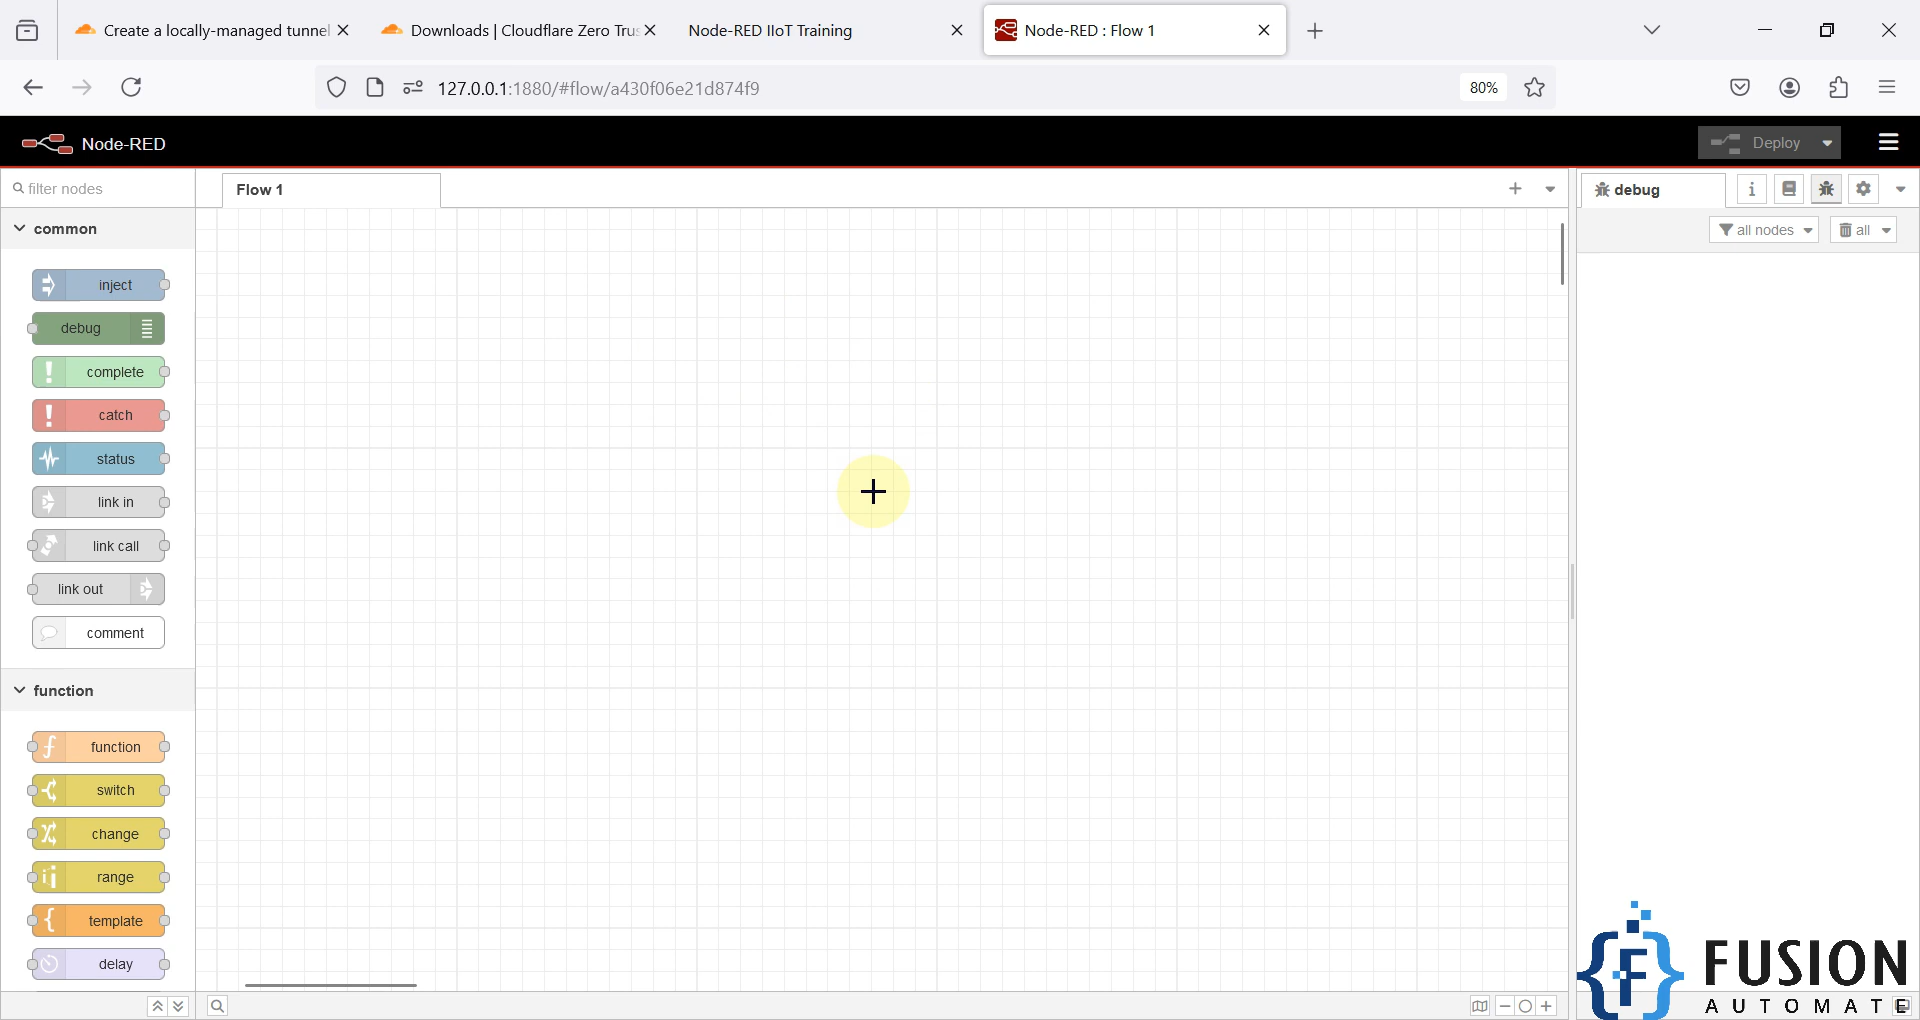 Create a locally-managed tunnel
Downloads | Cloudflare Zero Trus
Node-RED IIoT Training
Node-RED : Flow 1
127.0.0.1:1880/#flow/a430f06e21d874f9
80%
Node-RED
Deploy
filter nodes
Flow 1
debug
i
common
all nodes
all
inject
debug
complete
catch
status
link in
link call
link out
comment
function
function
switch
change
range
template
delay
FUSION
AUTOMATE